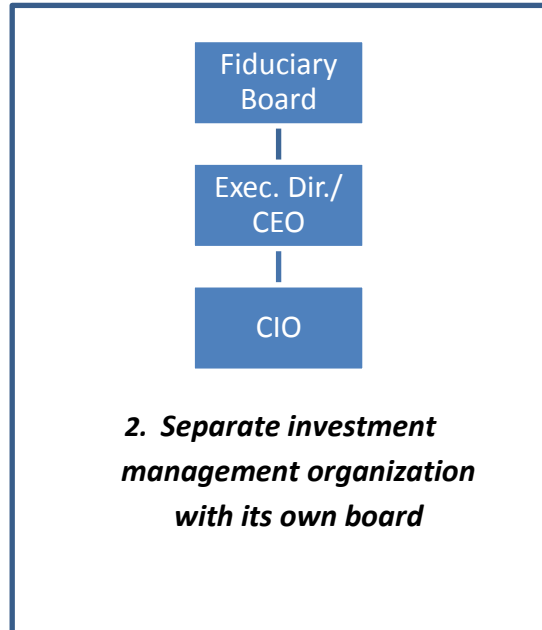 Fiduciary
Board
Exec. Dir./
CEO
CIO
2. Separate investment
management organization
with its own board